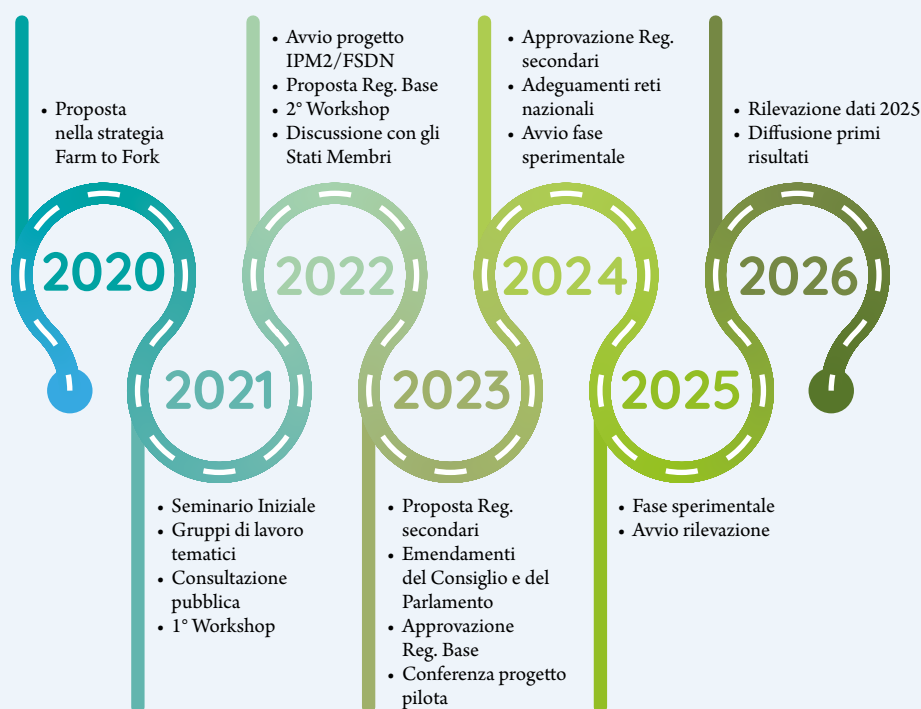 2020
• Proposta
nella strategia
Farm to Fork
2021
• Seminario Iniziale
• Gruppi di lavoro
tematici
• Consultazione
pubblica
• 1° Workshop
2022
• Avvio progetto
IPM2/FSDN
• Proposta Reg. Base
• 2° Workshop
• Discussione con gli
Stati Membri
2023
• Proposta Reg.
secondari
• Emendamenti
del Consiglio e del
Parlamento
• Approvazione
Reg. Base
• Conferenza progetto
pilota
2024
• Approvazione Reg.
secondari
• Adeguamenti reti
nazionali
• Avvio fase
sperimentale
2025
• Fase sperimentale
• Avvio rilevazione
2026
• Rilevazione dati 2025
• Diffusione primi
risultati